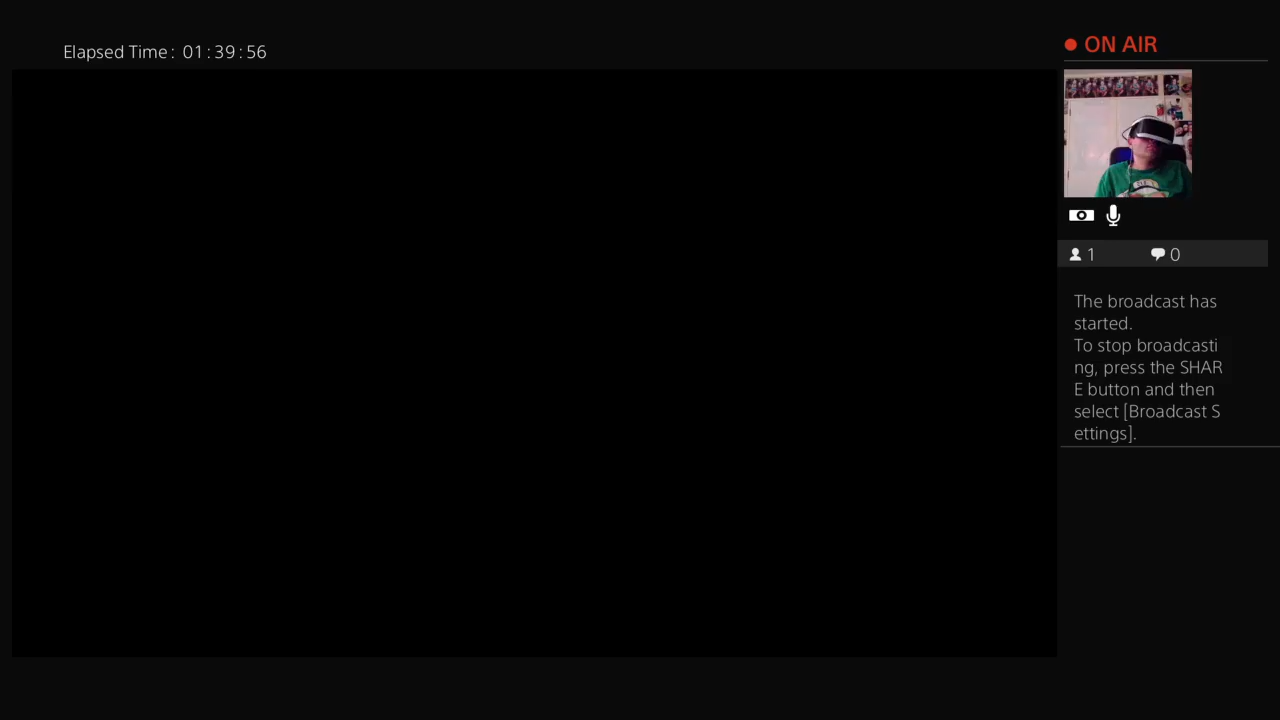 Elapsed Time: 01:39:56
ON AIR
1 0
The broadcast has
started.
To stop broadcasti
ng, press the SHAR
E button and then
select [Broadcast S
ettings].